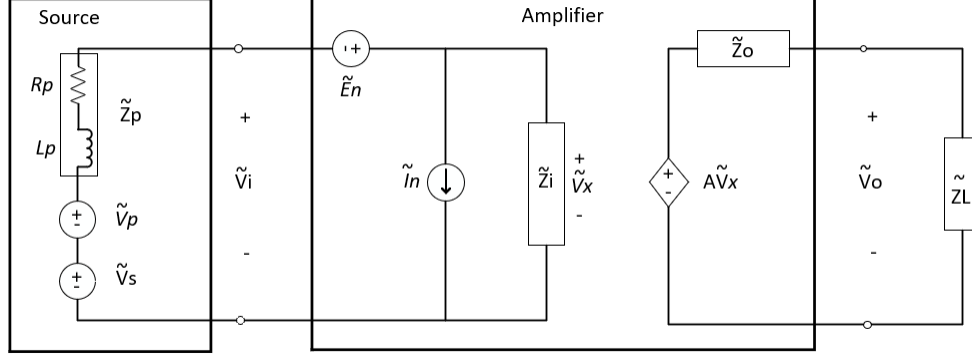 Source
Amplifier
Rp
Lp
Z̃p
Ṽp
Ṽs
+
Ṽi
-
Ẽn
Ĩn
Z̃i
+
Ṽx
-
AṼx
Z̃o
+
Ṽo
-
Z̃L